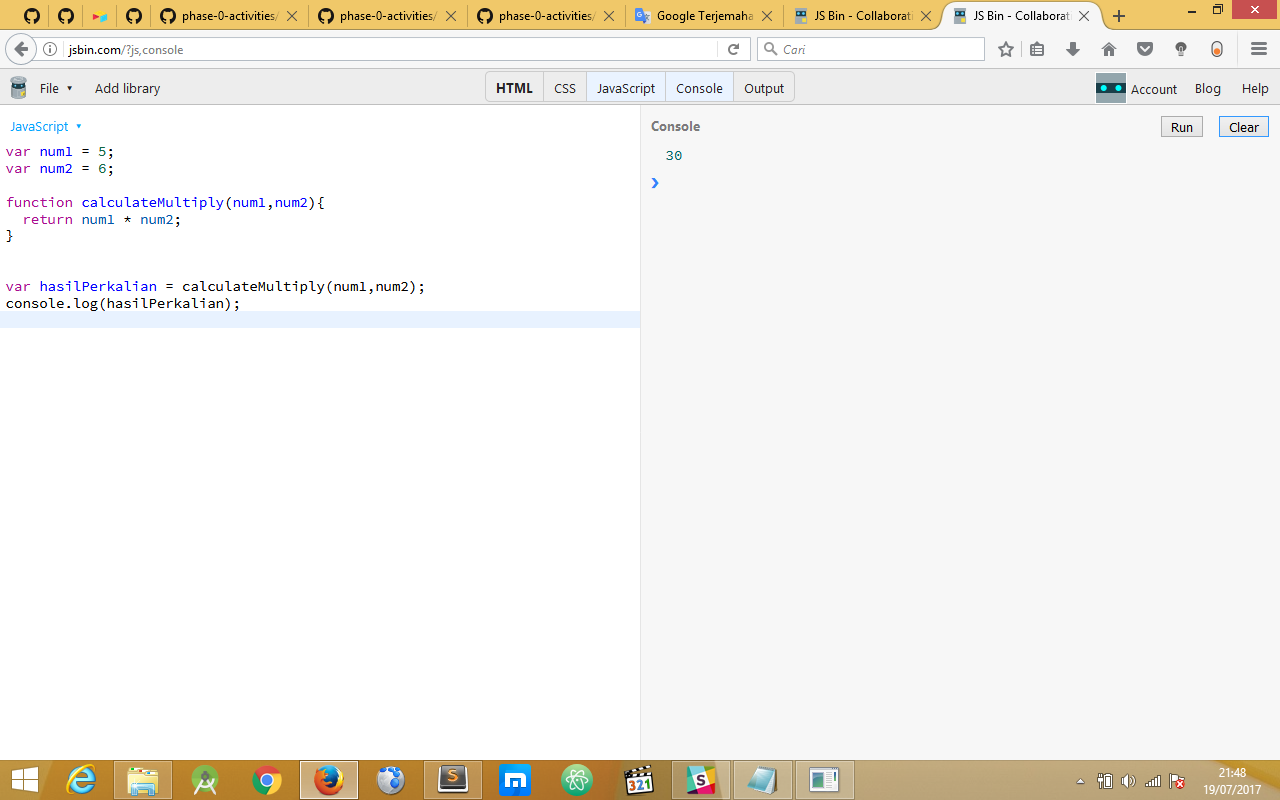 phase-0-activities/ phase-0-activities/ phase-0-activities/ Google Terjemaha JS Bin - Collaborati JS Bin - Collaborati
jsbin.com/?js,console Cari
File Add library HTML CSS JavaScript Console Output Account Blog Help
JavaScript
var num1 = 5;
var num2 = 6;
function calculateMultiply(num1,num2){
return num1 * num2;
}
var hasilPerkalian = calculateMultiply(num1,num2);
console.log(hasilPerkalian);
Console Run Clear
30
321
21:48
19/07/2017